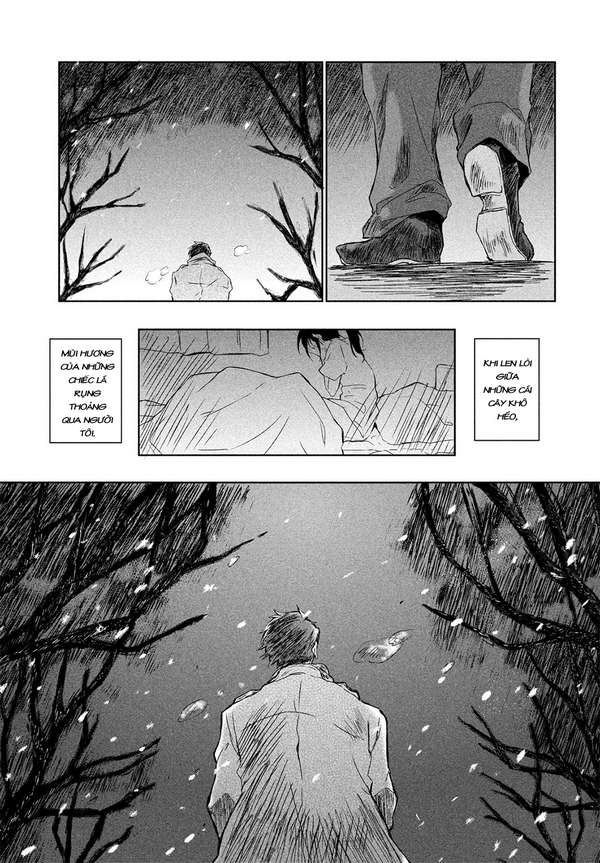 KHI LEN LỎI
GIỮA
NHỮNG CÁI
CÂY KHÔ
HÉO,
MÙI HƯƠNG
CỦA NHỮNG
CHIẾC LÁ
RỤNG
THOẢNG
QUA NGƯỜI
TÔI.